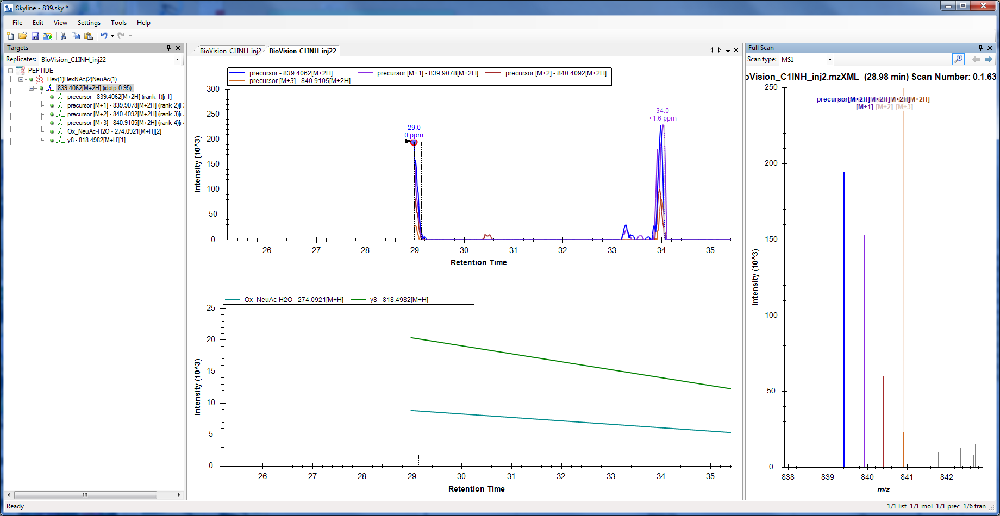 Skyline - 839.sky *
File Edit View Settings Tools Help
Targets
Replicates: BioVision_C1INH_inj22
PEPTIDE
Hex(1)HexNAc(2)NeuAc(1)
839.4062[M+2H] (idotp 0.95)
precursor - 839.4062[M+2H] (irank 1)[i 1]
precursor [M+1] - 839.9078[M+2H] (irank 2)[i
precursor [M+2] - 840.4092[M+2H] (irank 3)[i
precursor [M+3] - 840.9105[M+2H] (irank 4)[i
Ox_NeuAc-H2O - 274.0921[M+H][2]
y8 - 818.4982[M+H][1]
BioVision_C1INH_inj2 BioVision_C1INH_inj22
precursor - 839.4062[M+2H] precursor [M+1] - 839.9078[M+2H] precursor [M+2] - 840.4092[M+2H]
precursor [M+3] - 840.9105[M+2H]
300
250
200
150
100
50
0
Intensity (10^3)
29.0
0 ppm
34.0
+1.6 ppm
26 27 28 29 30 31 32 33 34 35
Retention Time
Ox_NeuAc-H2O - 274.0921[M+H] y8 - 818.4982[M+H]
25
20
15
10
5
0
Intensity (10^3)
26 27 28 29 30 31 32 33 34 35
Retention Time
Full Scan
Scan type: MS1
oVision_C1INH_inj2.mzXML (28.98 min) Scan Number: 0.1.63
precursor[M+2H] M+2H] M+2H] M+2H]
[M+1] [M+2] [M+3]
250
200
150
100
50
0
Intensity (10^3)
838 839 840 841 842
m/z
Ready
1/1 list 1/1 mol 1/1 prec 1/6 tran